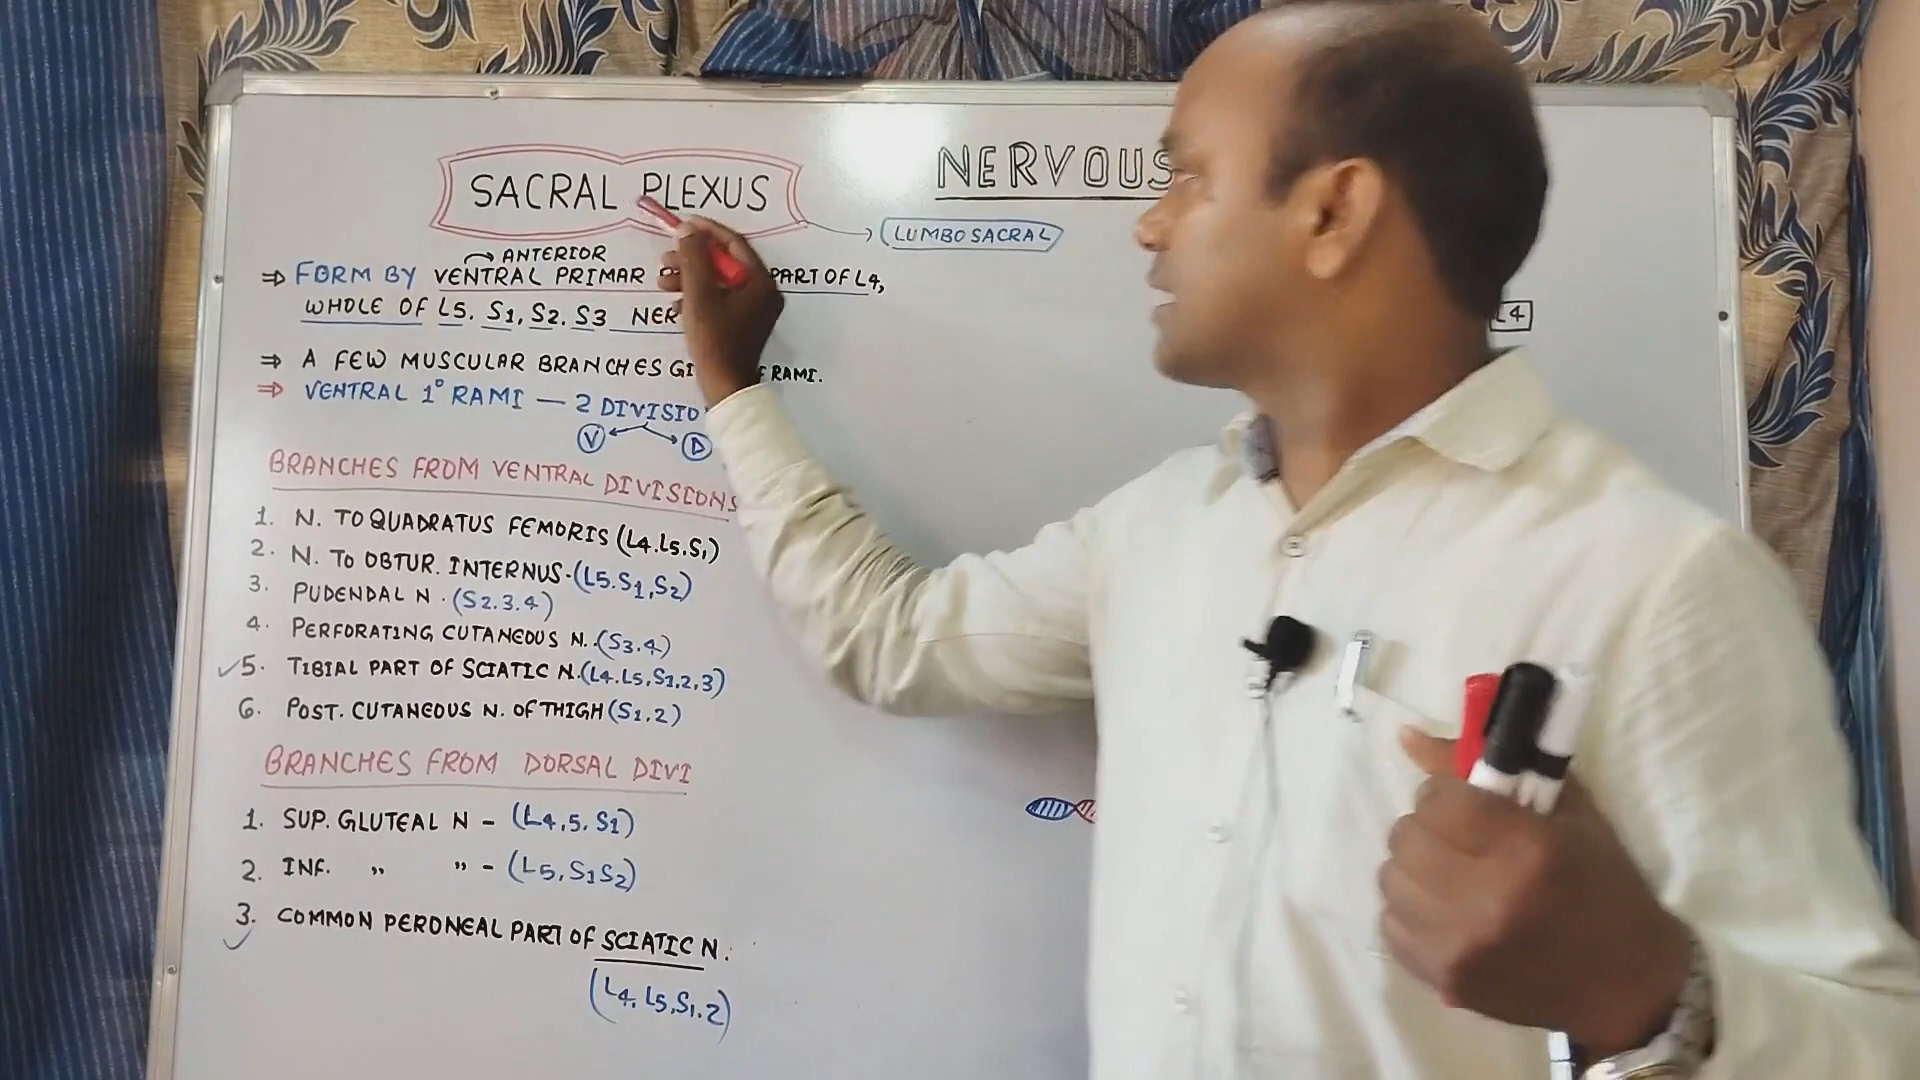 SACRAL PLEXUS
NERVOUS
LUMBOSACRAL
ANTERIOR
⇒ FORM BY VENTRAL PRIMAR PART OF L4,
WHOLE OF L5, S1, S2, S3 NER
L4
⇒ A FEW MUSCULAR BRANCHES GI RAMI.
⇒ VENTRAL 1° RAMI — 2 DIVISIO
V D
BRANCHES FROM VENTRAL DIVISIONS
1. N. TO QUADRATUS FEMORIS (L4.L5.S1)
2. N. TO OBTUR. INTERNUS-(L5.S1,S2)
3. PUDENDAL N. (S2.3.4)
4. PERFORATING CUTANEOUS N.-(S3.4)
✓5. TIBIAL PART OF SCIATIC N.(L4.L5,S1,2,3)
6. POST. CUTANEOUS N. OF THIGH (S1.2)
BRANCHES FROM DORSAL DIVI
1. SUP. GLUTEAL N - (L4,5, S1)
2. INF. " " - (L5, S1S2)
3. COMMON PERONEAL PART OF SCIATIC N.
(L4, L5,S1.2)